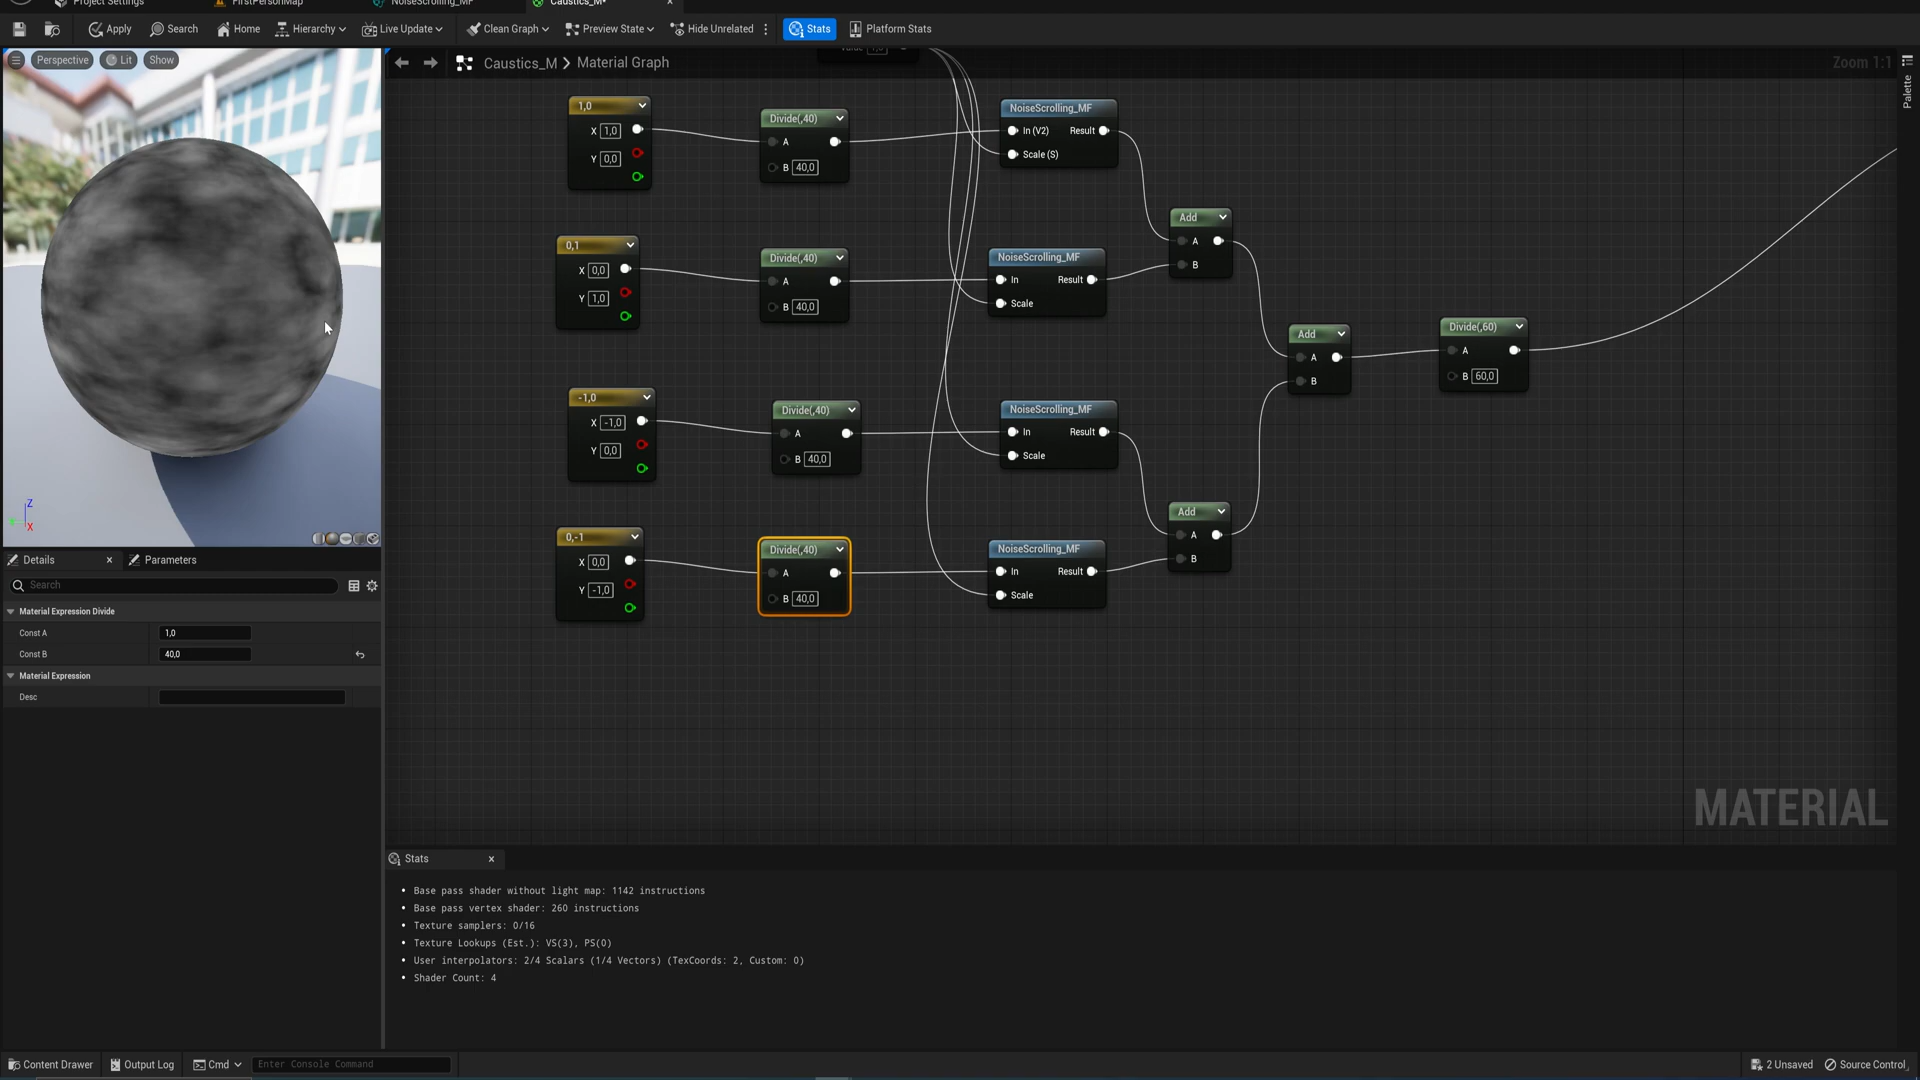 Project Settings
FirstPersonMap
NoiseScrolling_MF
Caustics_M*
Apply
Search
Home
Hierarchy
Live Update
Clean Graph
Preview State
Hide Unrelated
Stats
Platform Stats
Perspective
Lit
Show
Caustics_M
Material Graph
Zoom 1:1
Palette
Value 1,0
1,0
X 1,0
Y 0,0
Divide(,40)
A
B 40,0
NoiseScrolling_MF
In (V2) Result
Scale (S)
Add
A
B
0,1
X 0,0
Y 1,0
Divide(,40)
A
B 40,0
NoiseScrolling_MF
In Result
Scale
Add
A
B
Divide(,60)
A
B 60,0
-1,0
X -1,0
Y 0,0
Divide(,40)
A
B 40,0
NoiseScrolling_MF
In Result
Scale
Add
A
B
0,-1
X 0,0
Y -1,0
Divide(,40)
A
B 40,0
NoiseScrolling_MF
In Result
Scale
MATERIAL
Z
X
Details
Parameters
Search
Material Expression Divide
Const A 1,0
Const B 40,0
Material Expression
Desc
Stats
Base pass shader without light map: 1142 instructions
Base pass vertex shader: 260 instructions
Texture samplers: 0/16
Texture Lookups (Est.): VS(3), PS(0)
User interpolators: 2/4 Scalars (1/4 Vectors) (TexCoords: 2, Custom: 0)
Shader Count: 4
Content Drawer
Output Log
Cmd
Enter Console Command
2 Unsaved
Source Control